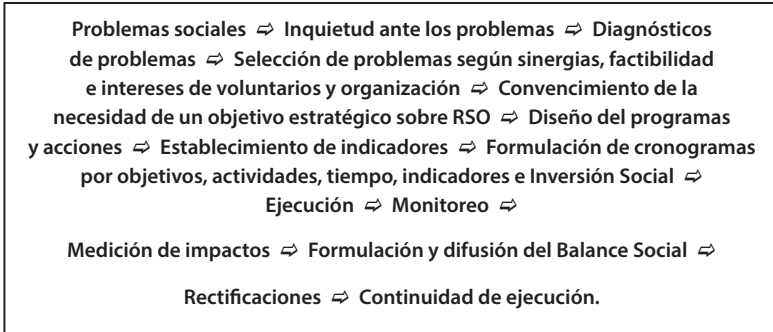 Problemas sociales ⇨ Inquietud ante los problemas ⇨ Diagnósticos
de problemas ⇨ Selección de problemas según sinergias, factibilidad
e intereses de voluntarios y organización ⇨ Convencimiento de la
necesidad de un objetivo estratégico sobre RSO ⇨ Diseño del programas
y acciones ⇨ Establecimiento de indicadores ⇨ Formulación de cronogramas
por objetivos, actividades, tiempo, indicadores e Inversión Social ⇨
Ejecución ⇨ Monitoreo ⇨
Medición de impactos ⇨ Formulación y difusión del Balance Social ⇨
Rectificaciones ⇨ Continuidad de ejecución.